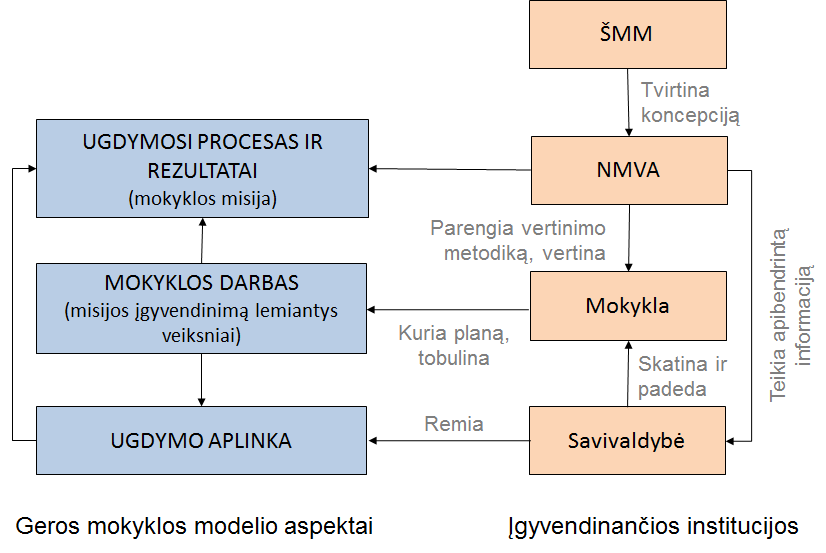 ŠMM
Tvirtina
koncepciją
UGDYMOSI PROCESAS IR
REZULTATAI
(mokyklos misija)
NMVA
Parengia vertinimo
metodiką, vertina
Teikia apibendrintą
informaciją
MOKYKLOS DARBAS
(misijos įgyvendinimą lemiantys
veiksniai)
Mokykla
Kuria planą,
tobulina
Skatina ir
padeda
UGDYMO APLINKA
Remia
Savivaldybė
Geros mokyklos modelio aspektai
Įgyvendinančios institucijos